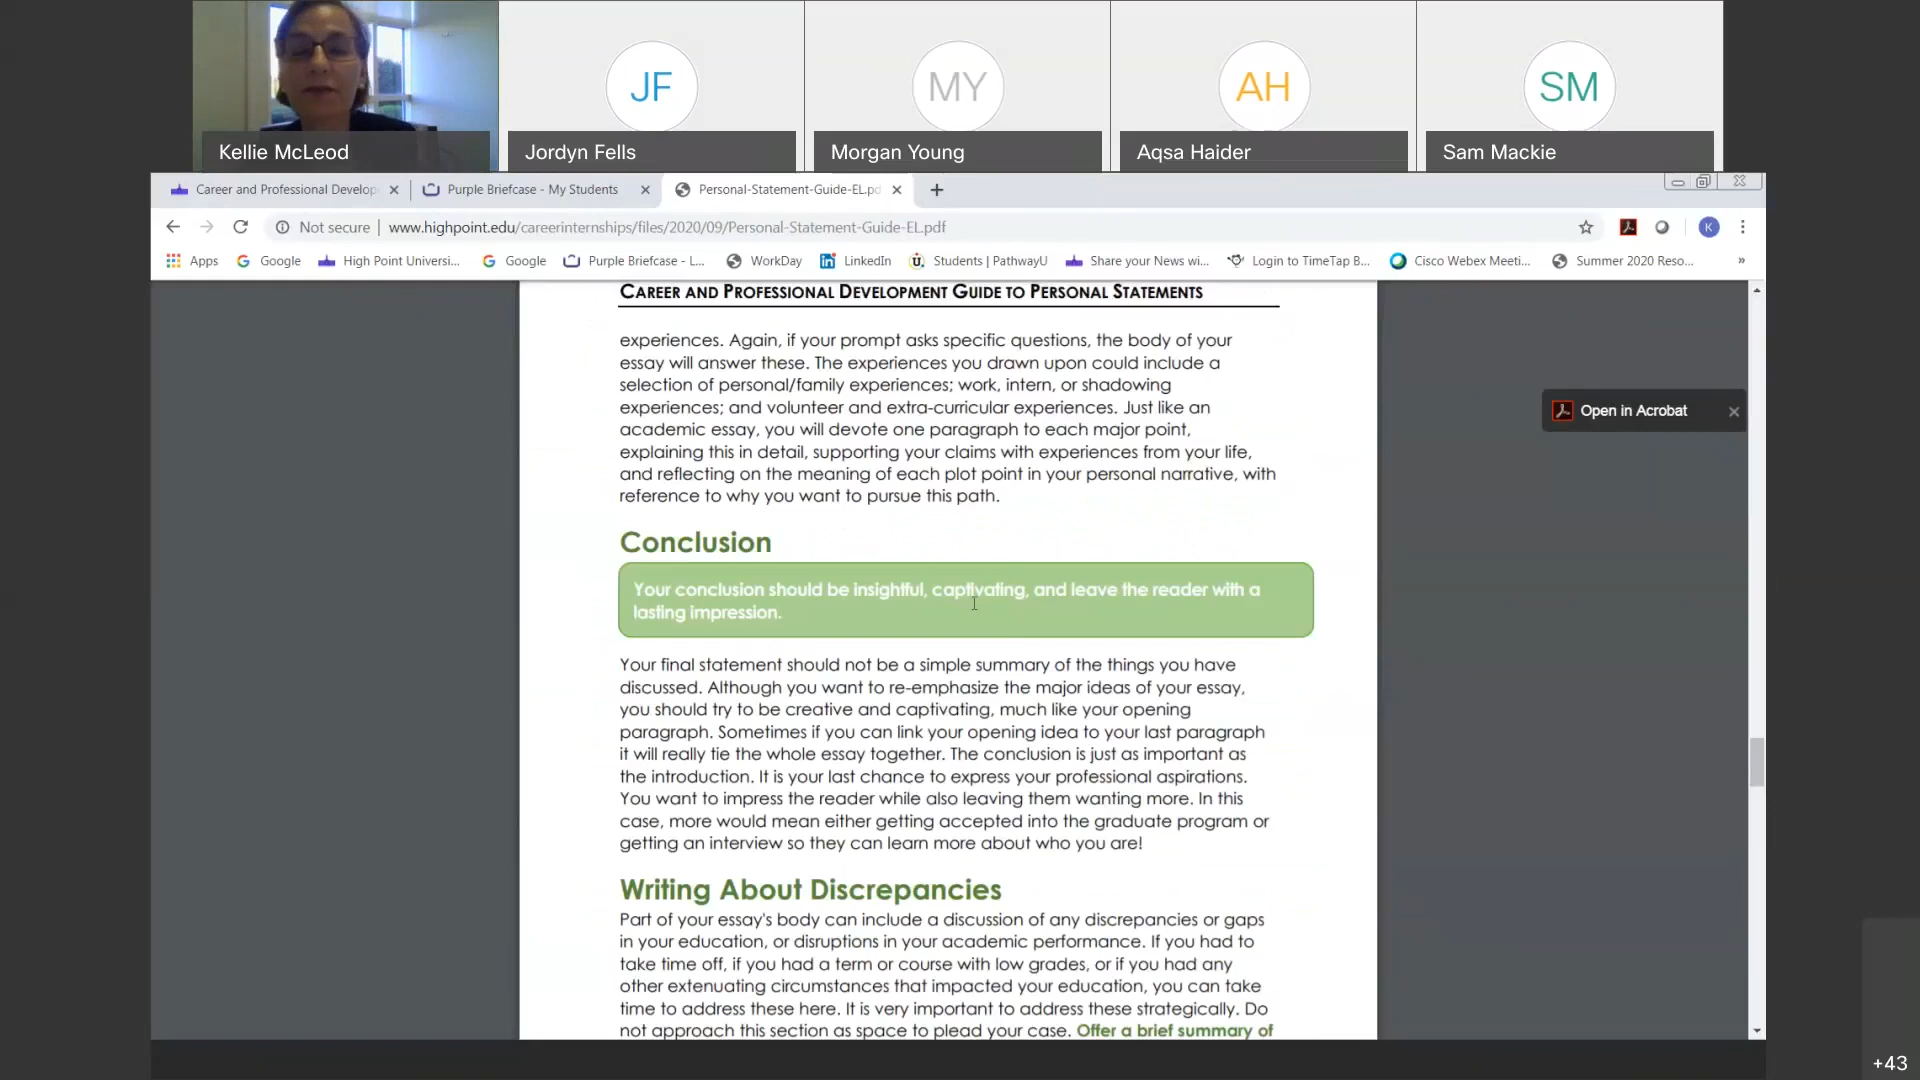 JF
MY
AH
SM
Kellie McLeod
Jordyn Fells
Morgan Young
Aqsa Haider
Sam Mackie
Career and Professional Develop
Purple Briefcase - My Students
Personal-Statement-Guide-EL.pd
Not secure | www.highpoint.edu/careerinternships/files/2020/09/Personal-Statement-Guide-EL.pdf
K
Apps
Google
High Point Universi...
Google
Purple Briefcase - L...
WorkDay
LinkedIn
Students | PathwayU
Share your News wi...
Login to TimeTap B...
Cisco Webex Meeti...
Summer 2020 Reso...
»
CAREER AND PROFESSIONAL DEVELOPMENT GUIDE TO PERSONAL STATEMENTS
experiences. Again, if your prompt asks specific questions, the body of your
essay will answer these. The experiences you drawn upon could include a
selection of personal/family experiences; work, intern, or shadowing
experiences; and volunteer and extra-curricular experiences. Just like an
academic essay, you will devote one paragraph to each major point,
explaining this in detail, supporting your claims with experiences from your life,
and reflecting on the meaning of each plot point in your personal narrative, with
reference to why you want to pursue this path.
Open in Acrobat
Conclusion
Your conclusion should be insightful, captivating, and leave the reader with a
lasting impression.
Your final statement should not be a simple summary of the things you have
discussed. Although you want to re-emphasize the major ideas of your essay,
you should try to be creative and captivating, much like your opening
paragraph. Sometimes if you can link your opening idea to your last paragraph
it will really tie the whole essay together. The conclusion is just as important as
the introduction. It is your last chance to express your professional aspirations.
You want to impress the reader while also leaving them wanting more. In this
case, more would mean either getting accepted into the graduate program or
getting an interview so they can learn more about who you are!
Writing About Discrepancies
Part of your essay's body can include a discussion of any discrepancies or gaps
in your education, or disruptions in your academic performance. If you had to
take time off, if you had a term or course with low grades, or if you had any
other extenuating circumstances that impacted your education, you can take
time to address these here. It is very important to address these strategically. Do
not approach this section as space to plead your case. Offer a brief summary of
+43